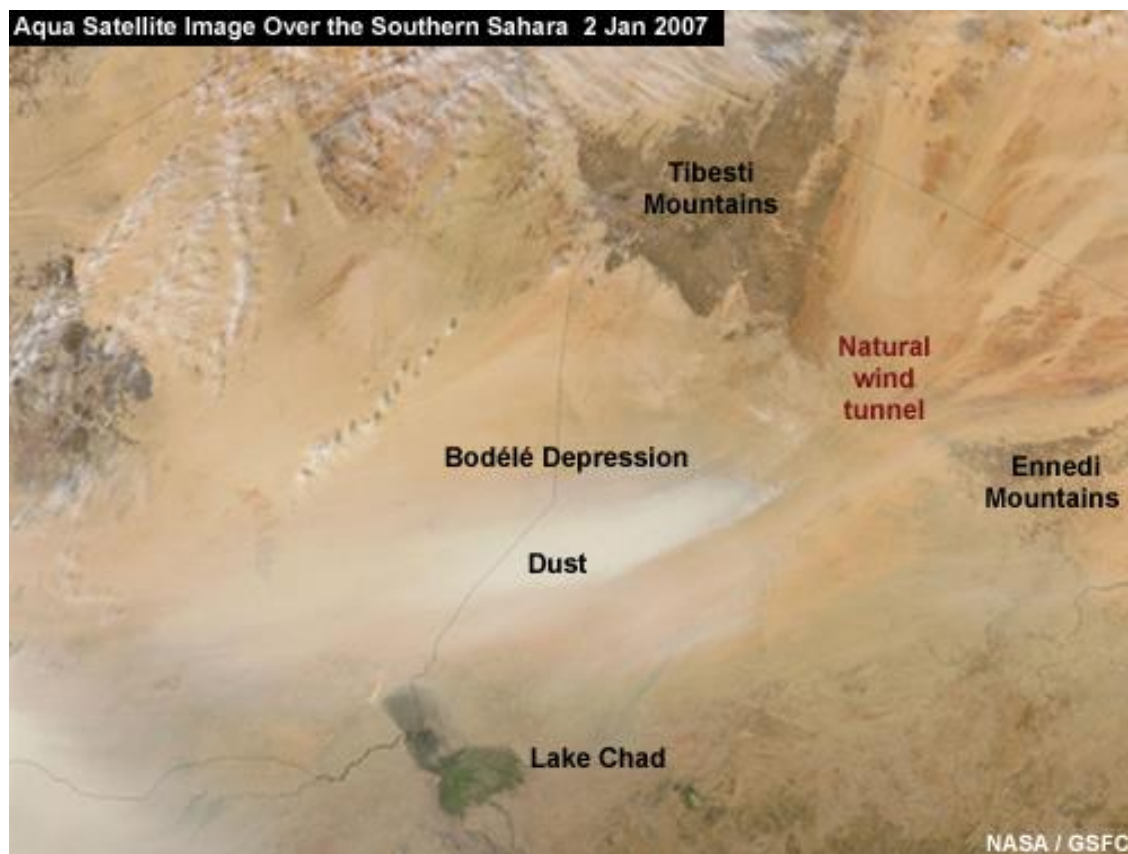 Aqua Satellite Image Over the Southern Sahara 2 Jan 2007
Tibesti
Mountains
Natural
wind
tunnel
Bodélé Depression
Ennedi
Mountains
Dust
Lake Chad
NASA / GSFC